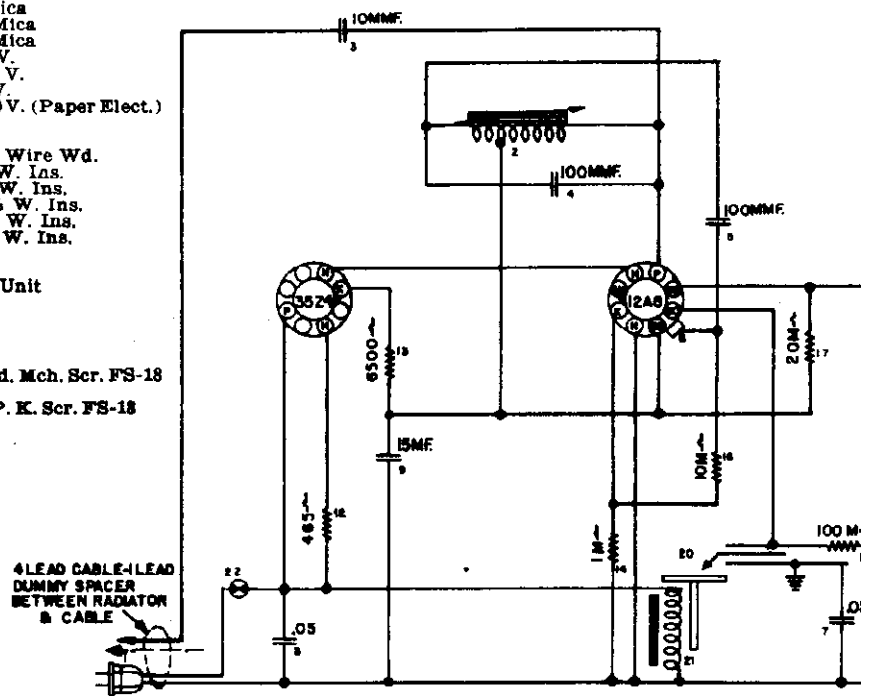 ica
Mica
Mica
V.
V.
V.
V. (Paper Elect.)
Wire Wd.
W. Ins.
W. Ins.
W. Ins.
W. Ins.
W. Ins.
Unit
d. Mch. Scr. FS-18
P. K. Scr. FS-18
10MMF.
3
2
100MMF.
4
100MMF.
35Z4
12A8
6500~
13
20M~
17
15MF.
9
465~
12
10M~
16
1M~
14
20
100 M
4 LEAD CABLE-1 LEAD
DUMMY SPACER
BETWEEN RADIATOR
& CABLE
22
.05
8
21
7
.0